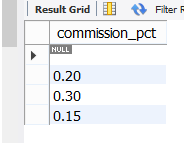 Result Grid Filter R
commission_pct
NULL
0.20
0.30
0.15